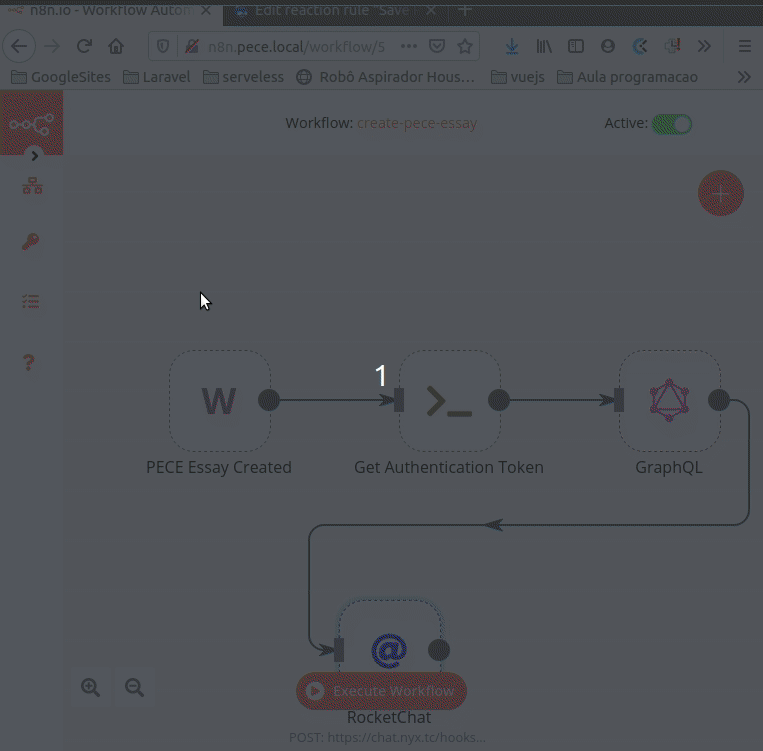 n8n.io - Workflow Autom
Edit reaction rule "Save
n8n.pece.local/workflow/5
GoogleSites Laravel serveless Robô Aspirador Hous... vuejs Aula programacao
Workflow: create-pece-essay Active:
1
W
PECE Essay Created Get Authentication Token GraphQL
@
Execute Workflow
RocketChat
POST: https://chat.nyx.tc/hooks...